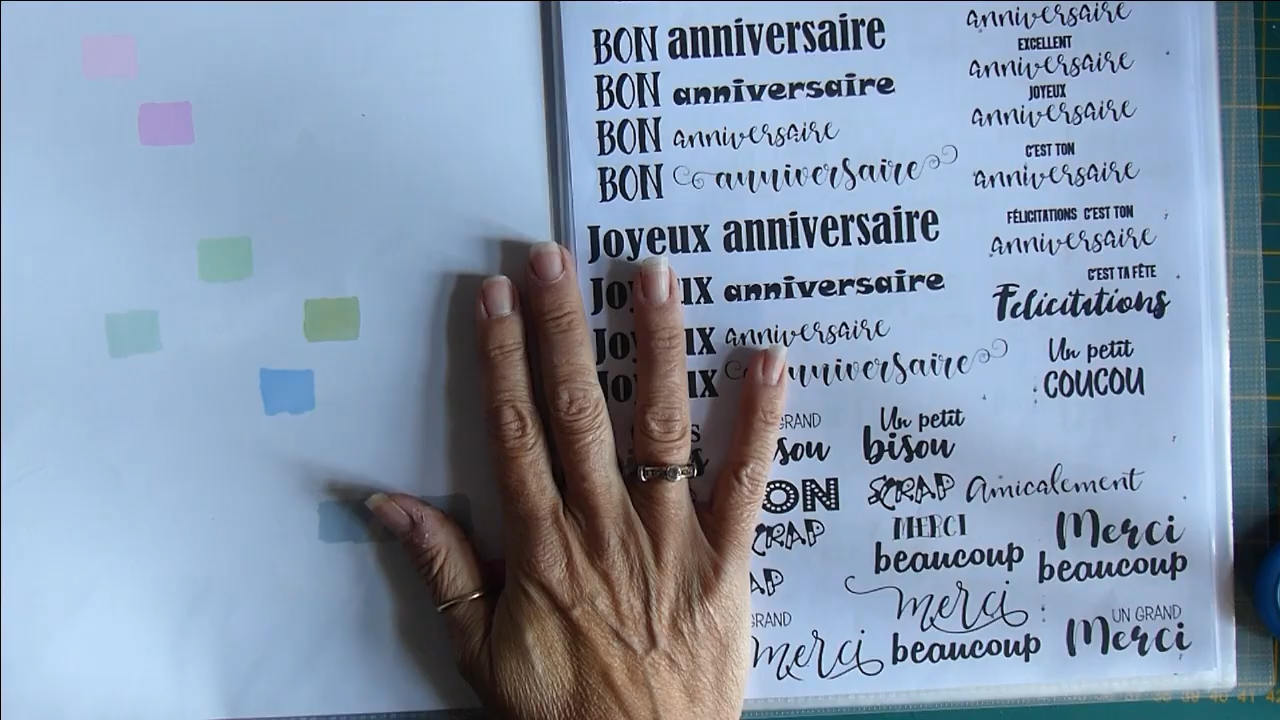 BON anniversaire
BON anniversaire
BON anniversaire
BON anniversaire
Joyeux anniversaire
anniversaire
anniversaire
anniversaire
GRAND
bisou
Un petit
bisou
SCRAP
Amicalement
SCRAP
MERCI
beaucoup
merci
beaucoup
GRAND
merci
anniversaire
EXCELLENT
anniversaire
JOYEUX
anniversaire
C'EST TON
anniversaire
FÉLICITATIONS C'EST TON
anniversaire
C'EST TA FÊTE
Félicitations
Un petit
COUCOU
Merci
beaucoup
UN GRAND
Merci